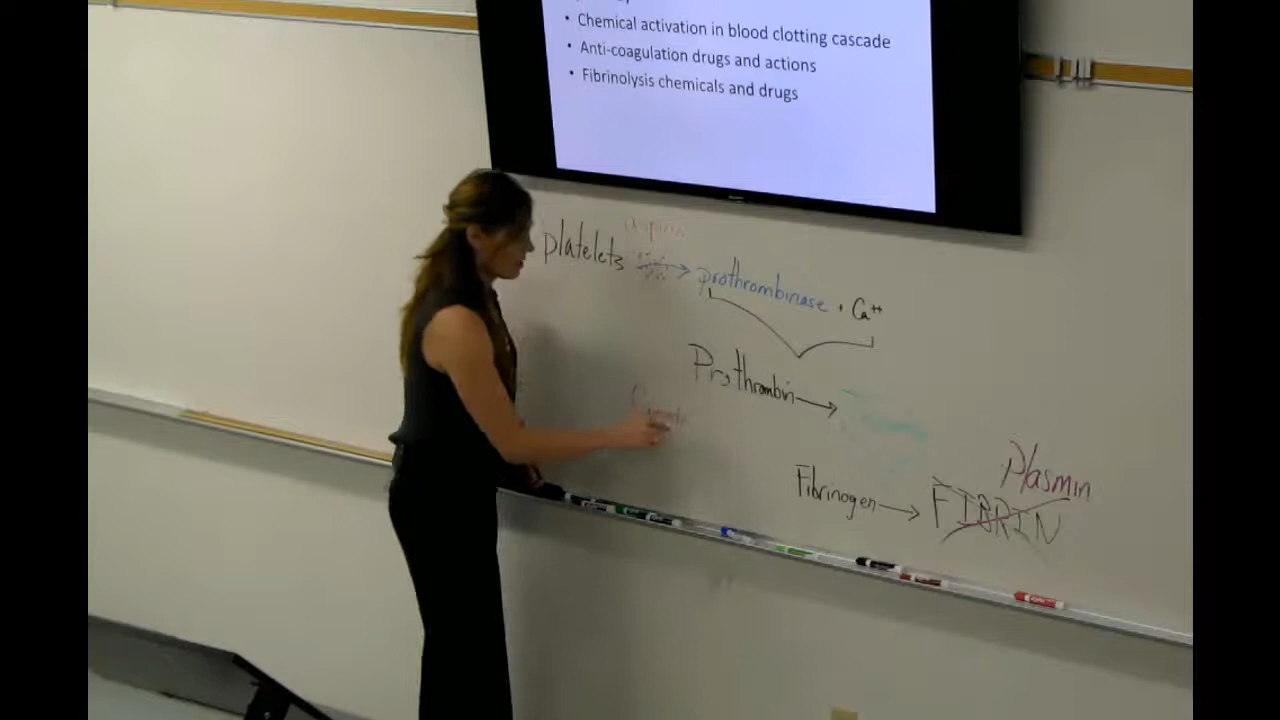 • Chemical activation in blood clotting cascade
• Anti-coagulation drugs and actions
• Fibrinolysis chemicals and drugs
aspirin
platelets → prothrombinase + Ca++
Prothrombin →
Plasmin
Fibrinogen → FIBRIN